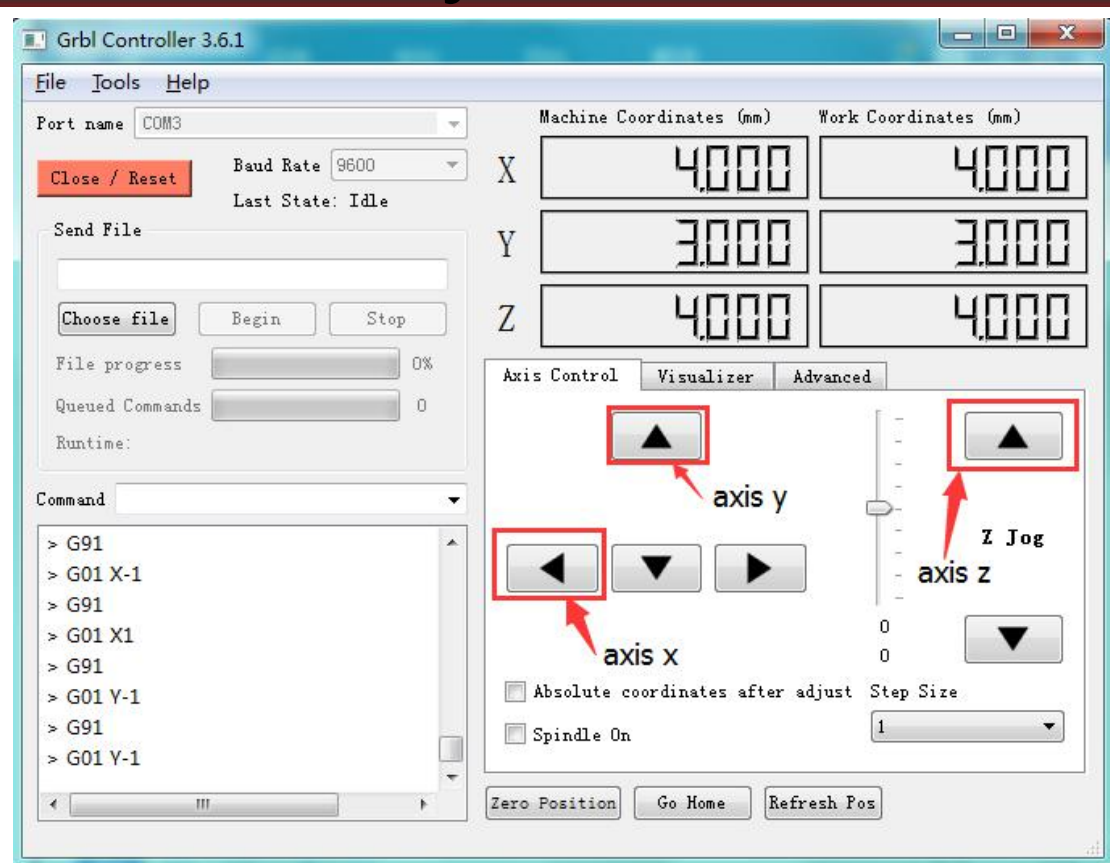 Grbl Controller 3.6.1
File Tools Help
Port name COM3
Close / Reset
Baud Rate 9600
Last State: Idle
Send File
Choose file Begin Stop
File progress 0%
Queued Commands 0
Runtime:
Command
> G91
> G01 X-1
> G91
> G01 X1
> G91
> G01 Y-1
> G91
> G01 Y-1
Machine Coordinates (mm) Work Coordinates (mm)
X 4.000 4.000
Y 3.000 3.000
Z 4.000 4.000
Axis Control Visualizer Advanced
axis y
Z Jog
axis z
axis x
0
0
Absolute coordinates after adjust Step Size
Spindle On 1
Zero Position Go Home Refresh Pos